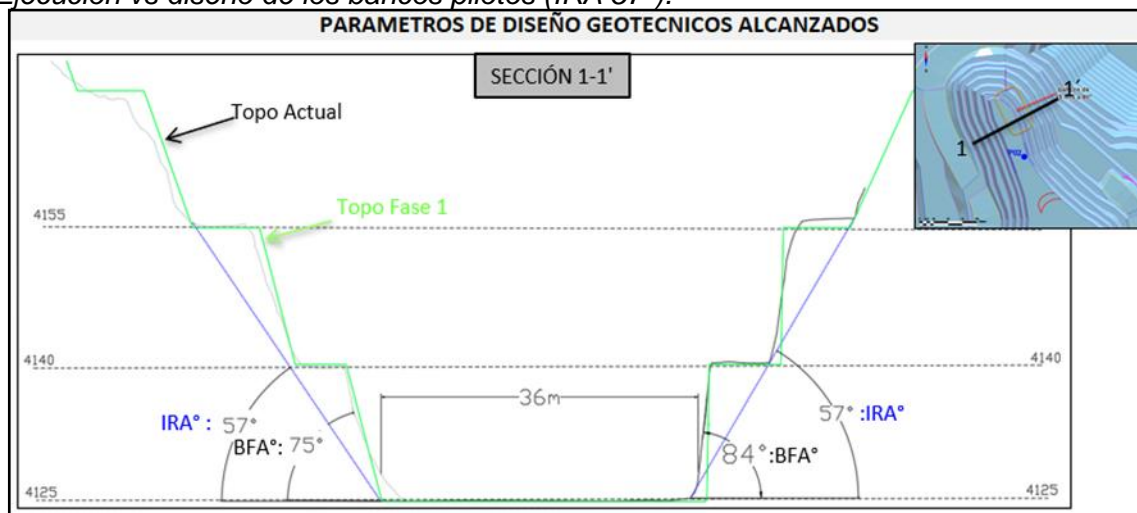 Ejecución vs diseño de los bancos pilotos (IRA 57°).
PARAMETROS DE DISEÑO GEOTECNICOS ALCANZADOS
SECCIÓN 1-1'
1'
1
Topo Actual
Topo Fase 1
4155
4140
4140
36m
IRA°: 57°
57° :IRA°
BFA°: 75°
84° :BFA°
4125
4125